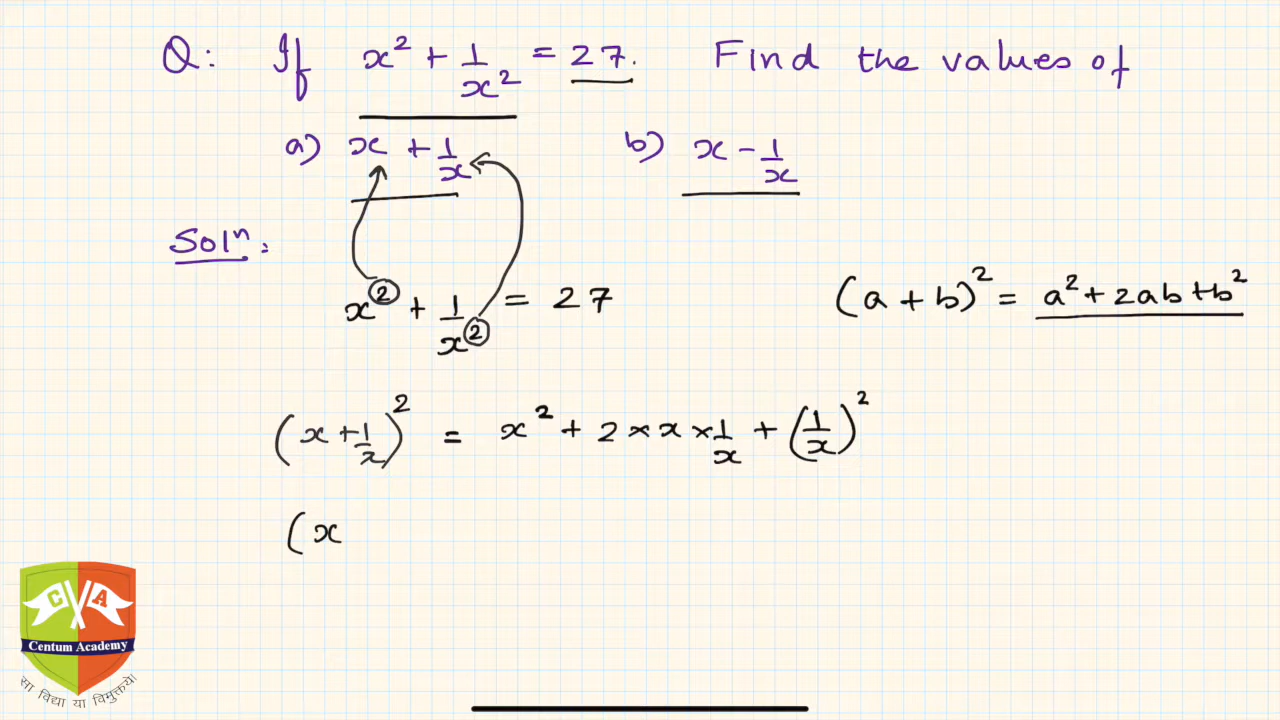 Q: If x² + 1/x² = 27. Find the values of
a) x + 1/x b) x - 1/x
Solⁿ:
x² + 1/x² = 27 (a + b)² = a² + 2ab + b²
(x + 1/x)² = x² + 2 × x × 1/x + (1/x)²
(x
C A
Centum Academy
सा विद्या या विमुक्तये